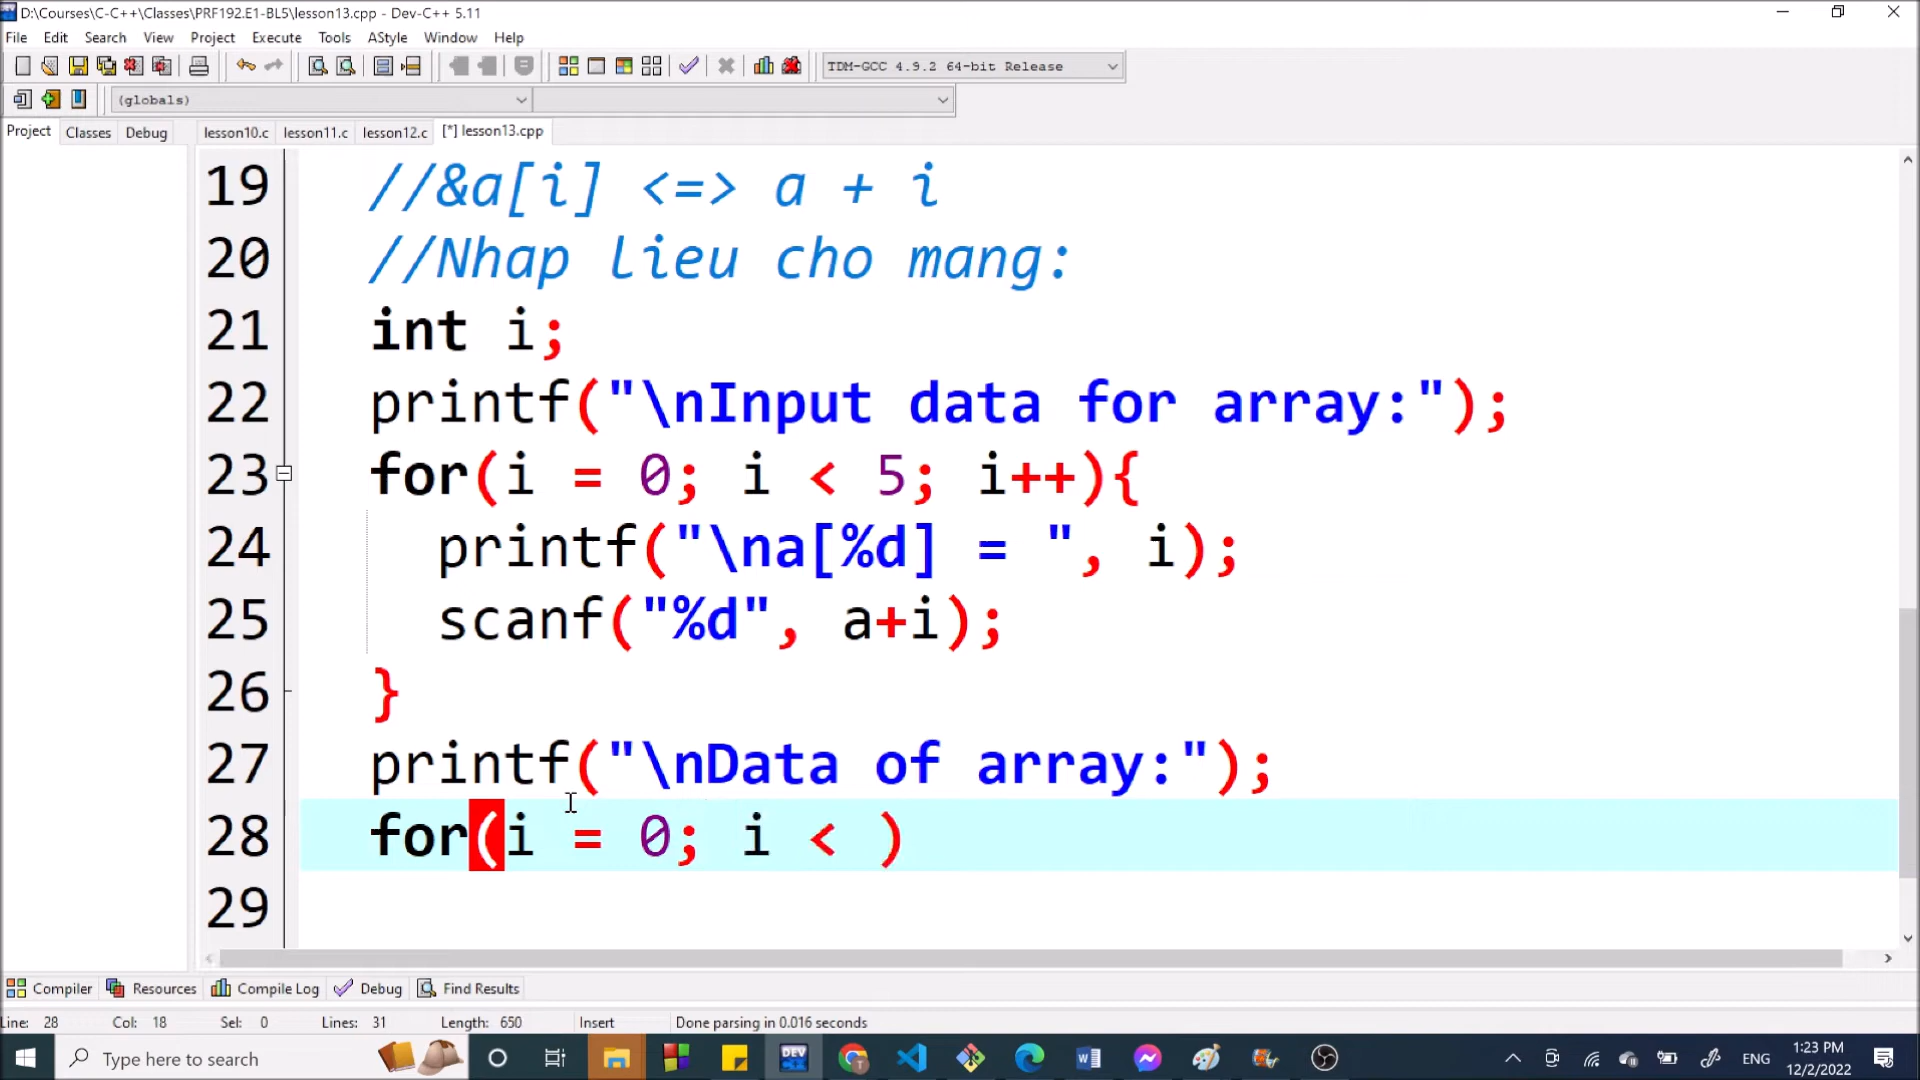 D:\Courses\C-C++\Classes\PRF192.E1-BL5\lesson13.cpp - Dev-C++ 5.11
File Edit Search View Project Execute Tools AStyle Window Help
TDM-GCC 4.9.2 64-bit Release
(globals)
Project Classes Debug lesson10.c lesson11.c lesson12.c [*] lesson13.cpp
19 //&a[i] <=> a + i
20 //Nhap lieu cho mang:
21 int i;
22 printf("\nInput data for array:");
23 for(i = 0; i < 5; i++){
24 printf("\na[%d] = ", i);
25 scanf("%d", a+i);
26 }
27 printf("\nData of array:");
28 for(i = 0; i < )
29
Compiler Resources Compile Log Debug Find Results
Line: 28 Col: 18 Sel: 0 Lines: 31 Length: 650 Insert Done parsing in 0.016 seconds
Type here to search DEV ENG 1:23 PM
12/2/2022